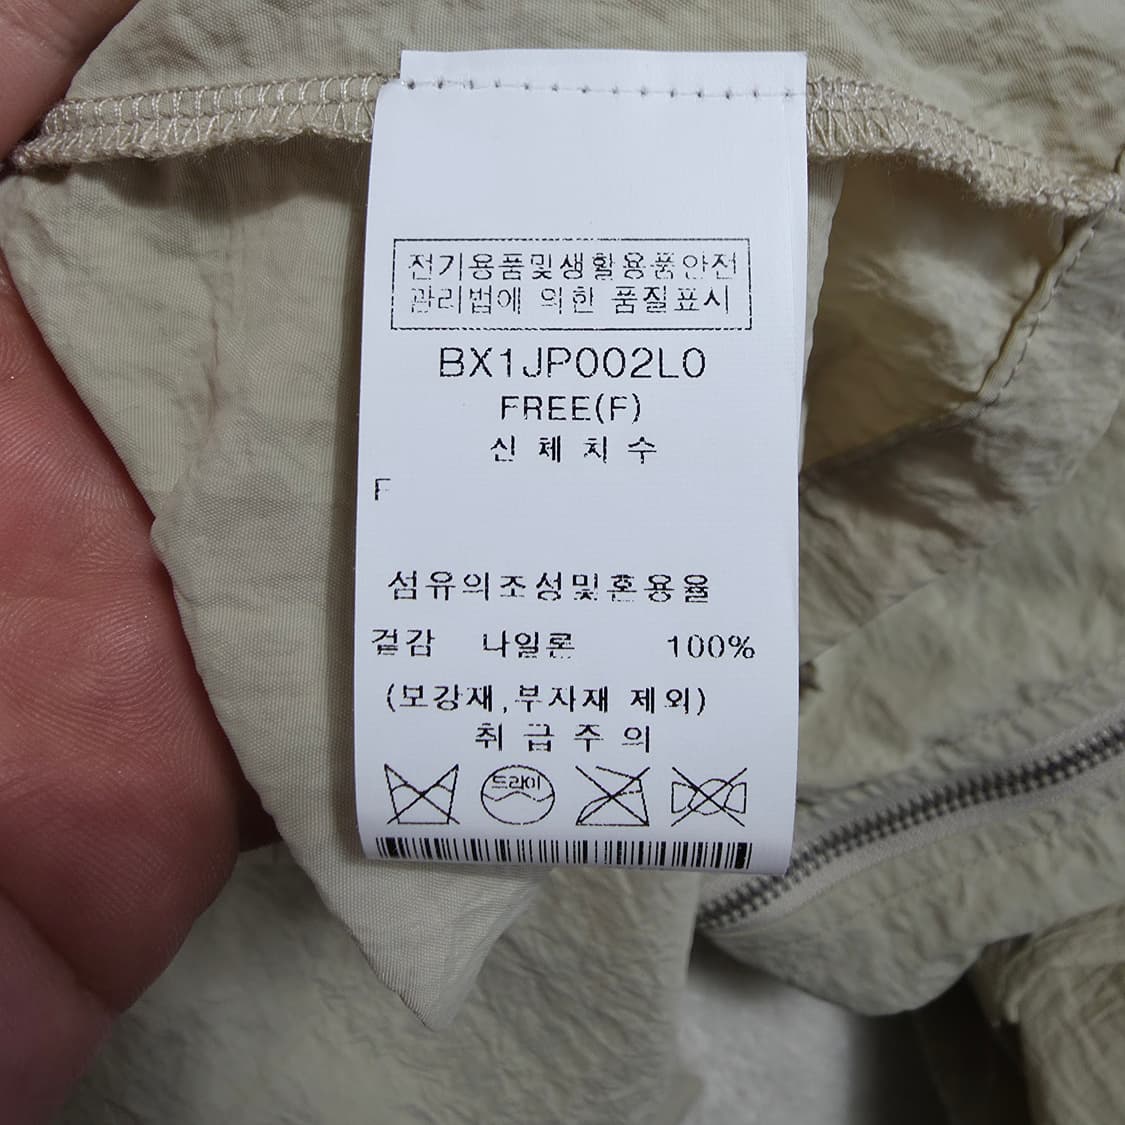 전기용품및생활용품안전
관리법에 의한 품질표시
BX1JP002L0
FREE(F)
신 체 치 수
F
섬유의조성및혼용율
겉감 나일론 100%
(보강재,부자재 제외)
취 급 주 의
드라이